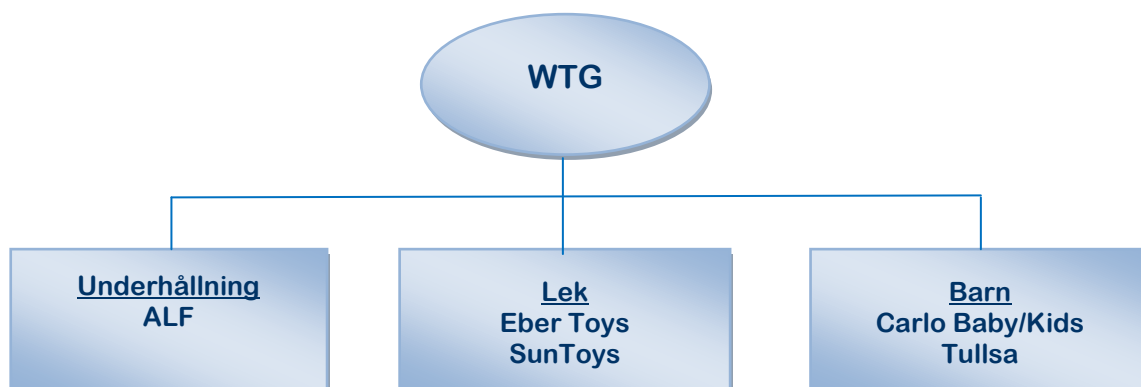 WTG
Underhållning
ALF
Lek
Eber Toys
SunToys
Barn
Carlo Baby/Kids
Tullsa